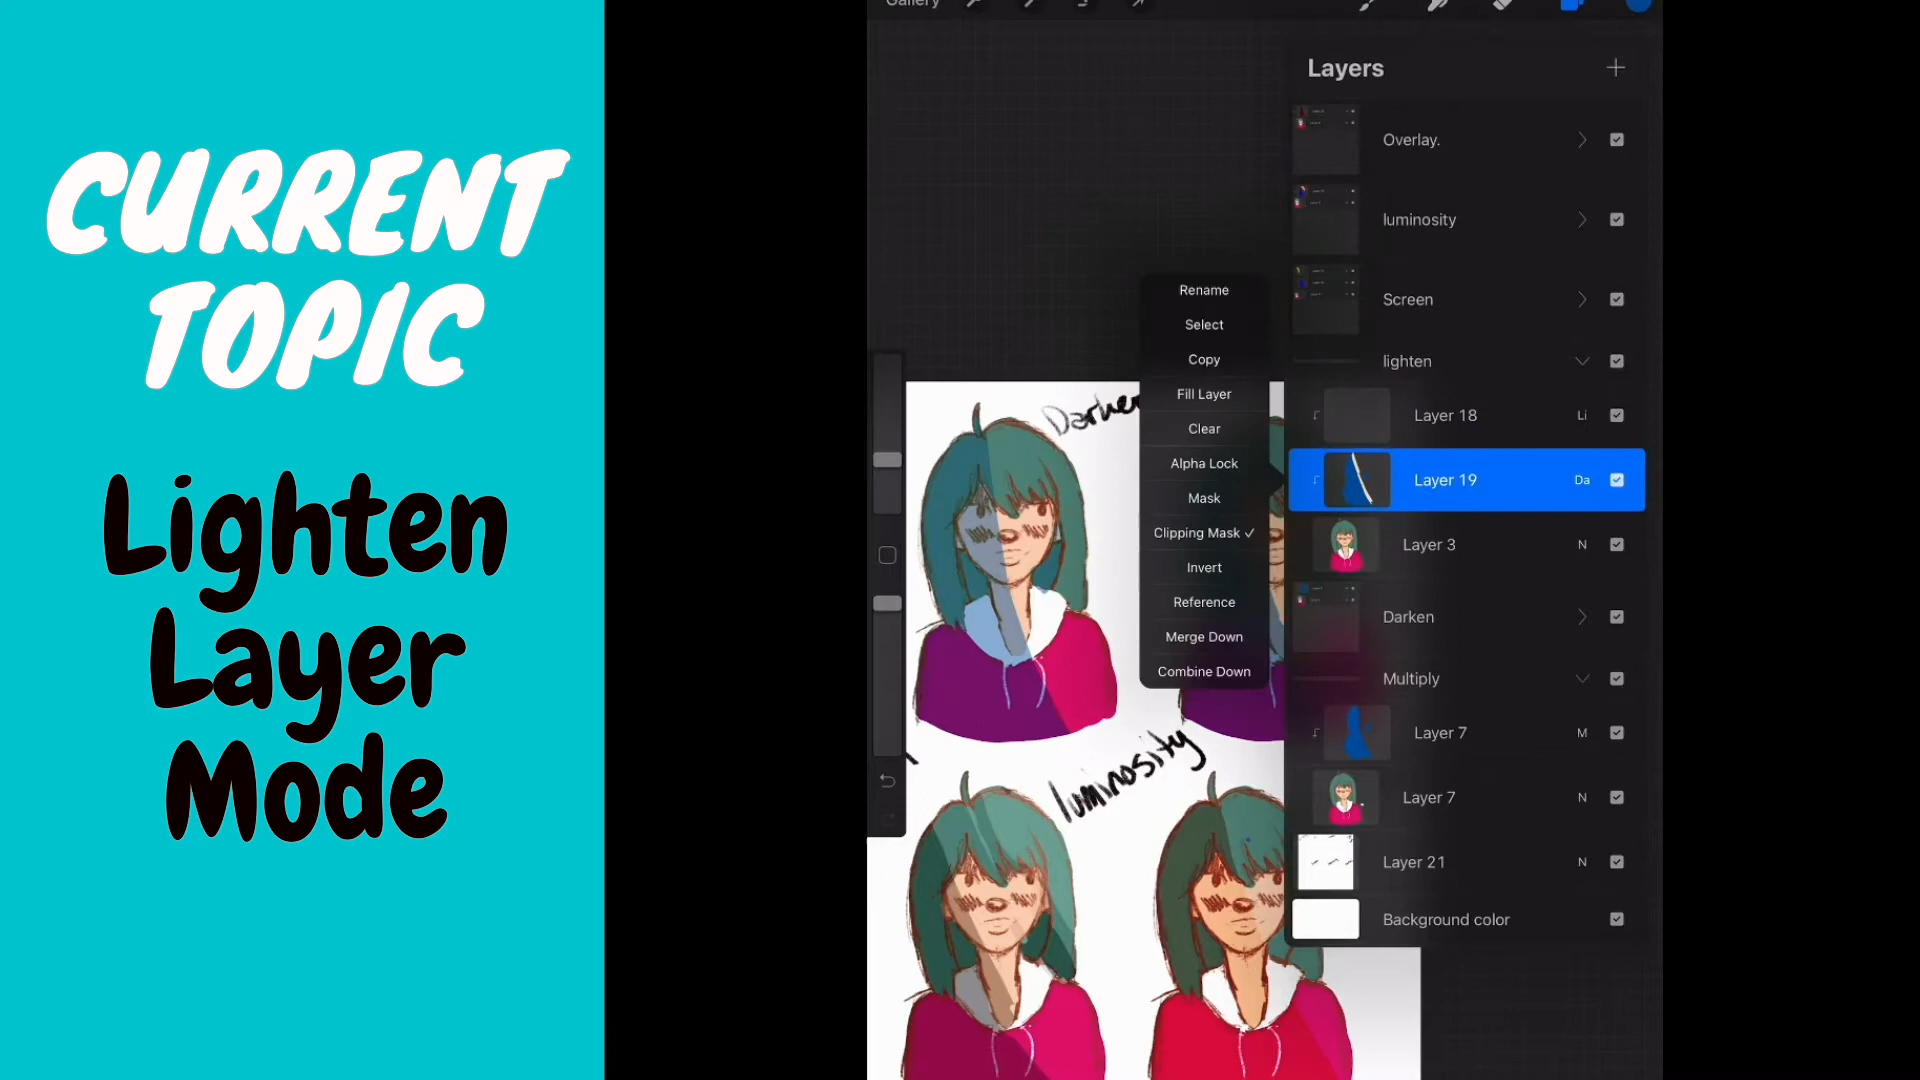 CURRENT
TOPIC
Lighten
Layer
Mode
Gallery
Layers
Overlay.
luminosity
Screen
lighten
Layer 18 Li
Layer 19 Da
Layer 3 N
Darken
Multiply
Layer 7 M
Layer 7 N
Layer 21 N
Background color
Rename
Select
Copy
Fill Layer
Clear
Alpha Lock
Mask
Clipping Mask ✓
Invert
Reference
Merge Down
Combine Down
luminosity